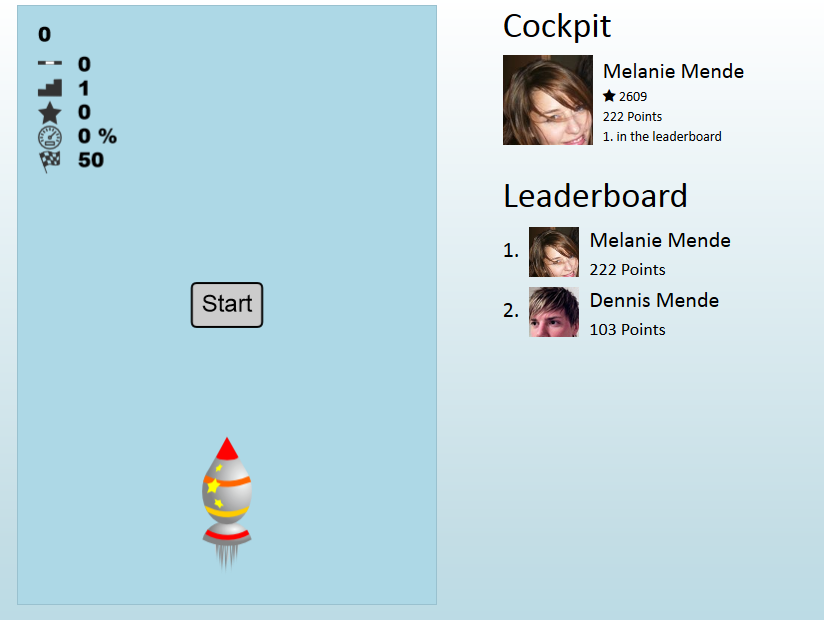 0
0
1
0
0 %
50
Start
Cockpit
Melanie Mende
2609
222 Points
1. in the leaderboard
Leaderboard
1.
Melanie Mende
222 Points
2.
Dennis Mende
103 Points